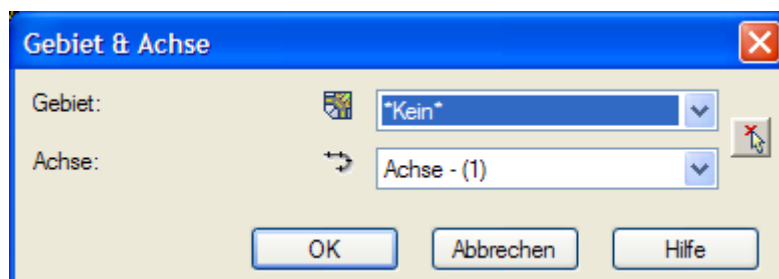 Gebiet & Achse
Gebiet: *Kein*
Achse: Achse - (1)
OK Abbrechen Hilfe